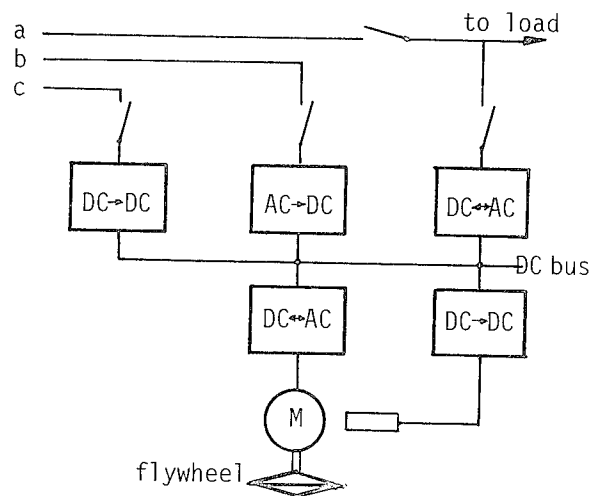 a
to load
b
c
DC→DC
AC→DC
DC↔AC
DC bus
DC↔AC
DC→DC
M
flywheel